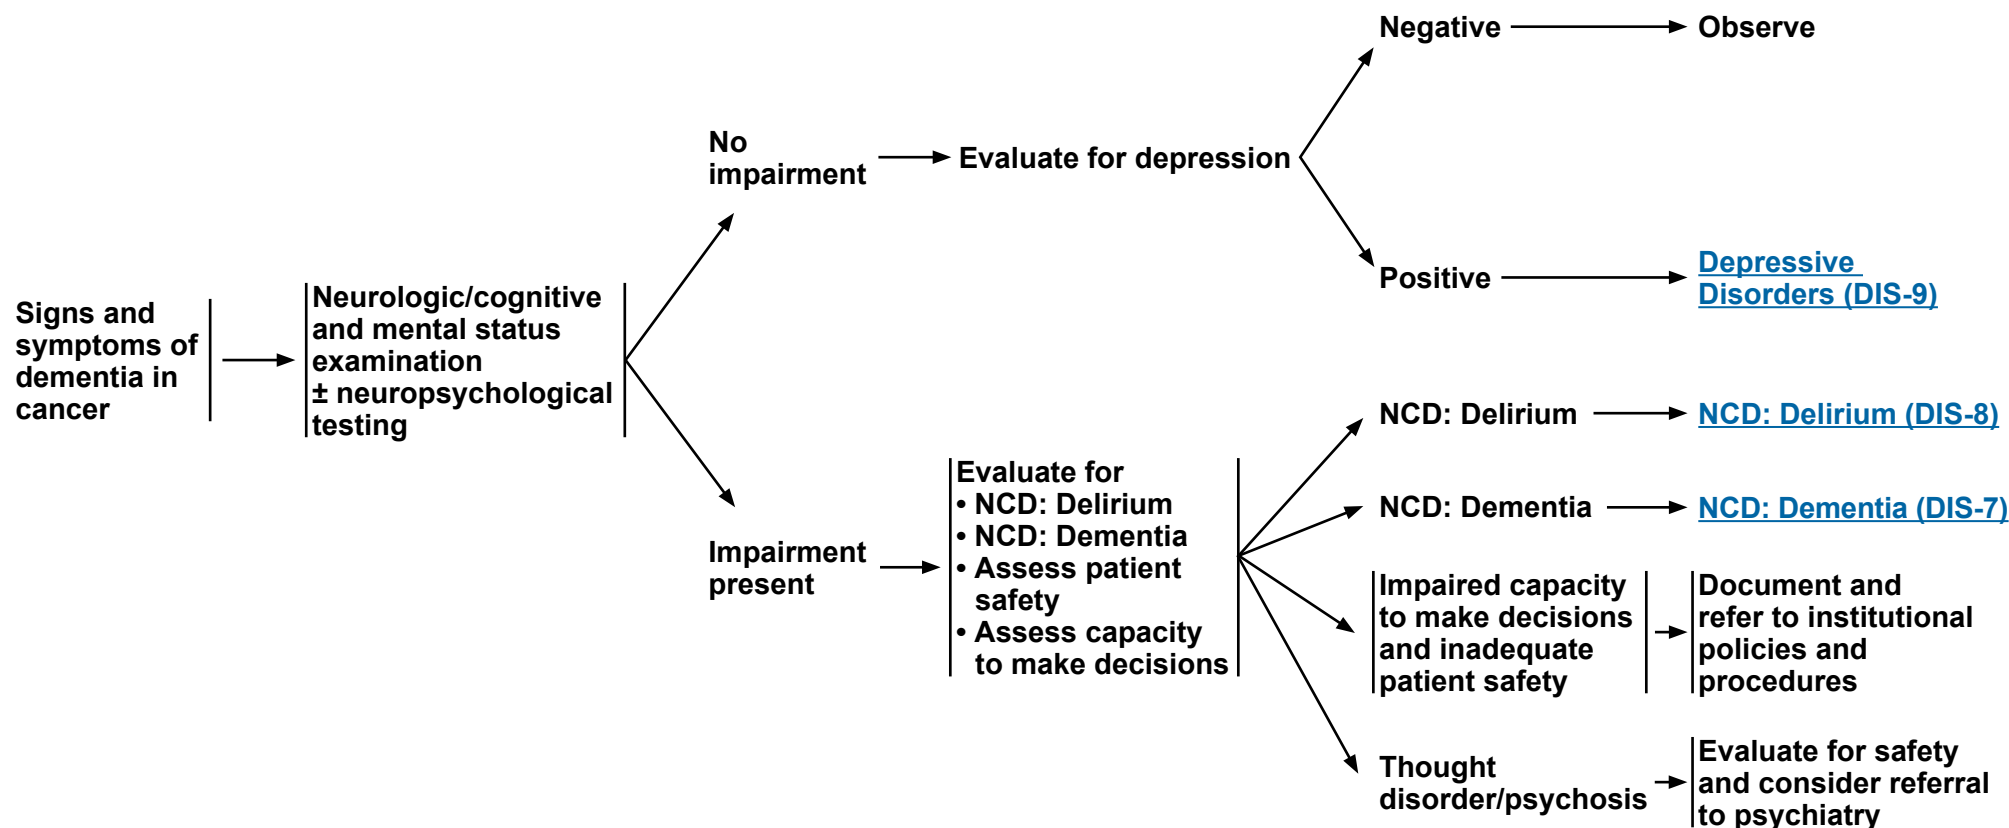 Signs and
symptoms of
dementia in
cancer
Neurologic/cognitive
and mental status
examination
± neuropsychological
testing
No
impairment
Evaluate for depression
Negative
Observe
Positive
Depressive
Disorders (DIS-9)
Impairment
present
Evaluate for
• NCD: Delirium
• NCD: Dementia
• Assess patient
safety
• Assess capacity
to make decisions
NCD: Delirium
NCD: Delirium (DIS-8)
NCD: Dementia
NCD: Dementia (DIS-7)
Impaired capacity
to make decisions
and inadequate
patient safety
Document and
refer to institutional
policies and
procedures
Thought
disorder/psychosis
Evaluate for safety
and consider referral
to psychiatry